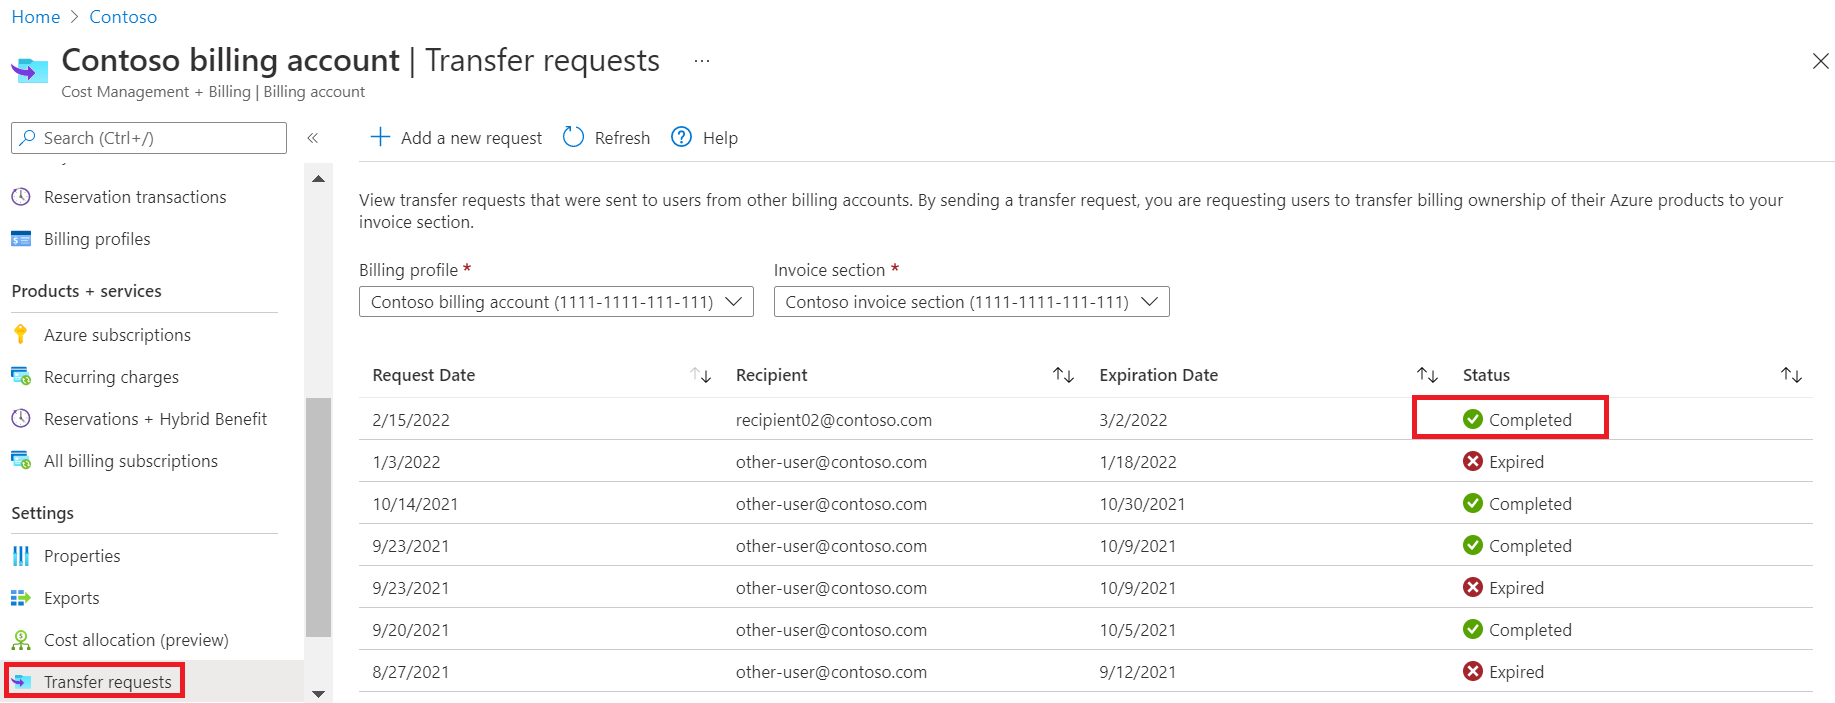 Home > Contoso
Contoso billing account | Transfer requests ...
Cost Management + Billing | Billing account
Search (Ctrl+/)
«
Add a new request
Refresh
Help
Reservation transactions
Billing profiles
Products + services
Azure subscriptions
Recurring charges
Reservations + Hybrid Benefit
All billing subscriptions
Settings
Properties
Exports
Cost allocation (preview)
Transfer requests
View transfer requests that were sent to users from other billing accounts. By sending a transfer request, you are requesting users to transfer billing ownership of their Azure products to your
invoice section.
Billing profile * Invoice section *
Contoso billing account (1111-1111-111-111) Contoso invoice section (1111-1111-111-111)
Request Date Recipient Expiration Date Status
2/15/2022 recipient02@contoso.com 3/2/2022 Completed
1/3/2022 other-user@contoso.com 1/18/2022 Expired
10/14/2021 other-user@contoso.com 10/30/2021 Completed
9/23/2021 other-user@contoso.com 10/9/2021 Completed
9/23/2021 other-user@contoso.com 10/9/2021 Expired
9/20/2021 other-user@contoso.com 10/5/2021 Completed
8/27/2021 other-user@contoso.com 9/12/2021 Expired